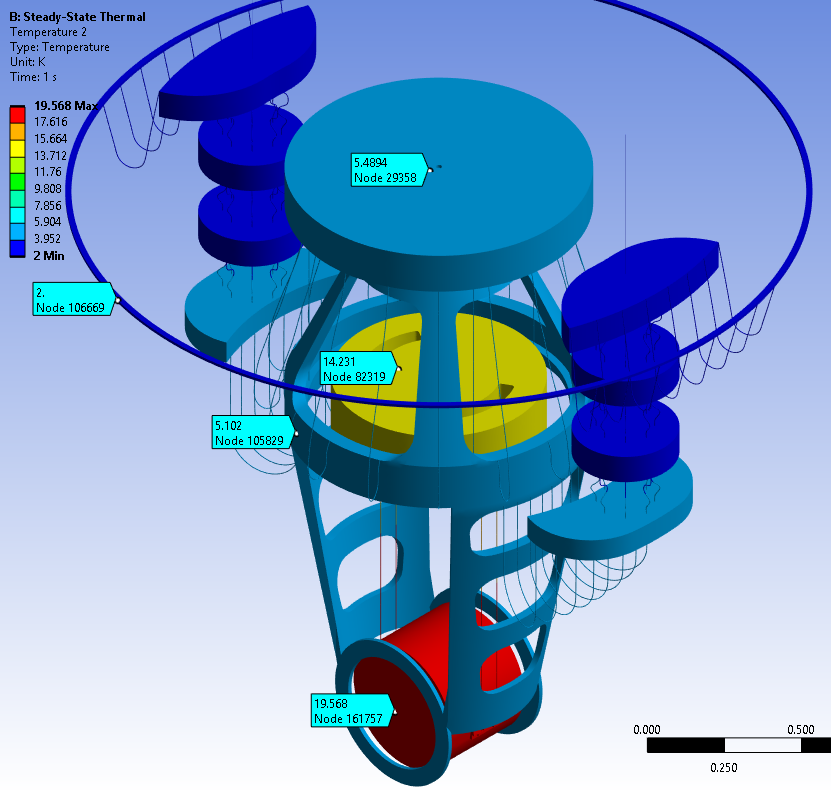 B: Steady-State Thermal
Temperature 2
Type: Temperature
Unit: K
Time: 1 s
19.568 Max
17.616
15.664
13.712
11.76
9.808
7.856
5.904
3.952
2 Min
5.4894
Node 29358
2.
Node 106669
14.231
Node 82319
5.102
Node 105829
19.568
Node 161757
0.000
0.500
0.250